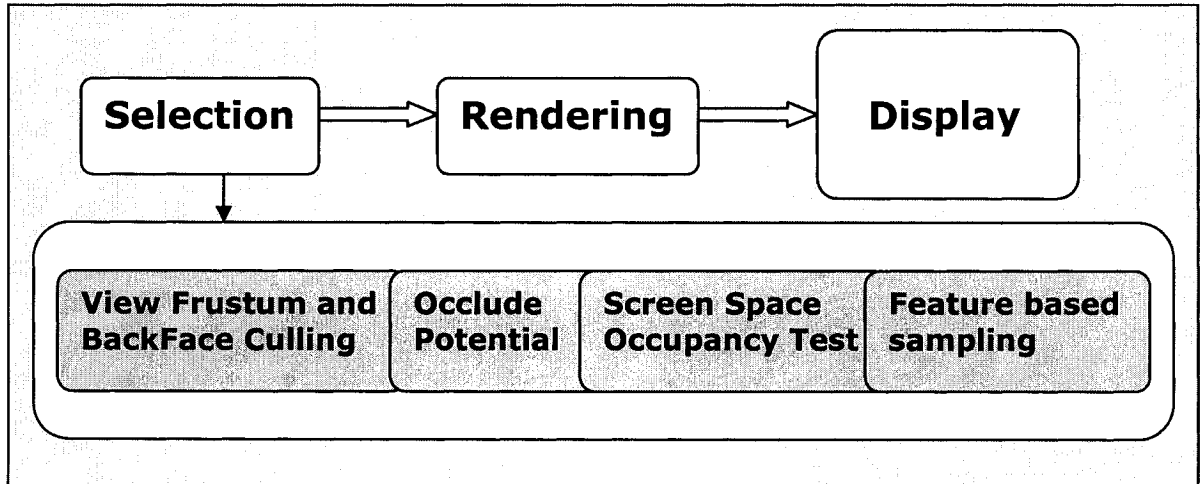 Selection
Rendering
Display
View Frustum and
BackFace Culling
Occlude
Potential
Screen Space
Occupancy Test
Feature based
sampling